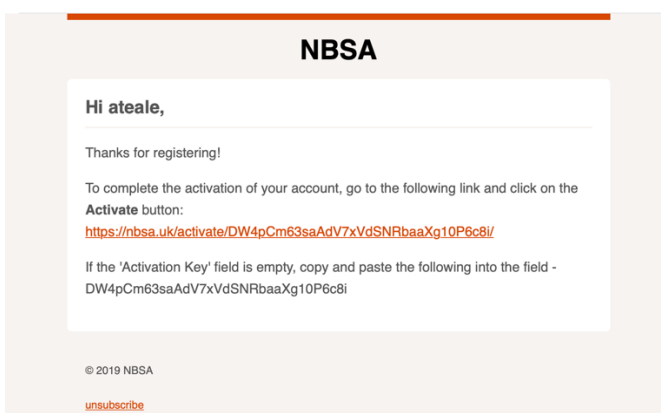 NBSA
Hi ateale,
Thanks for registering!
To complete the activation of your account, go to the following link and click on the
Activate button:
https://nbsa.uk/activate/DW4pCm63saAdV7xVdSNRbaaXg10P6c8i/
If the 'Activation Key' field is empty, copy and paste the following into the field -
DW4pCm63saAdV7xVdSNRbaaXg10P6c8i
© 2019 NBSA
unsubscribe